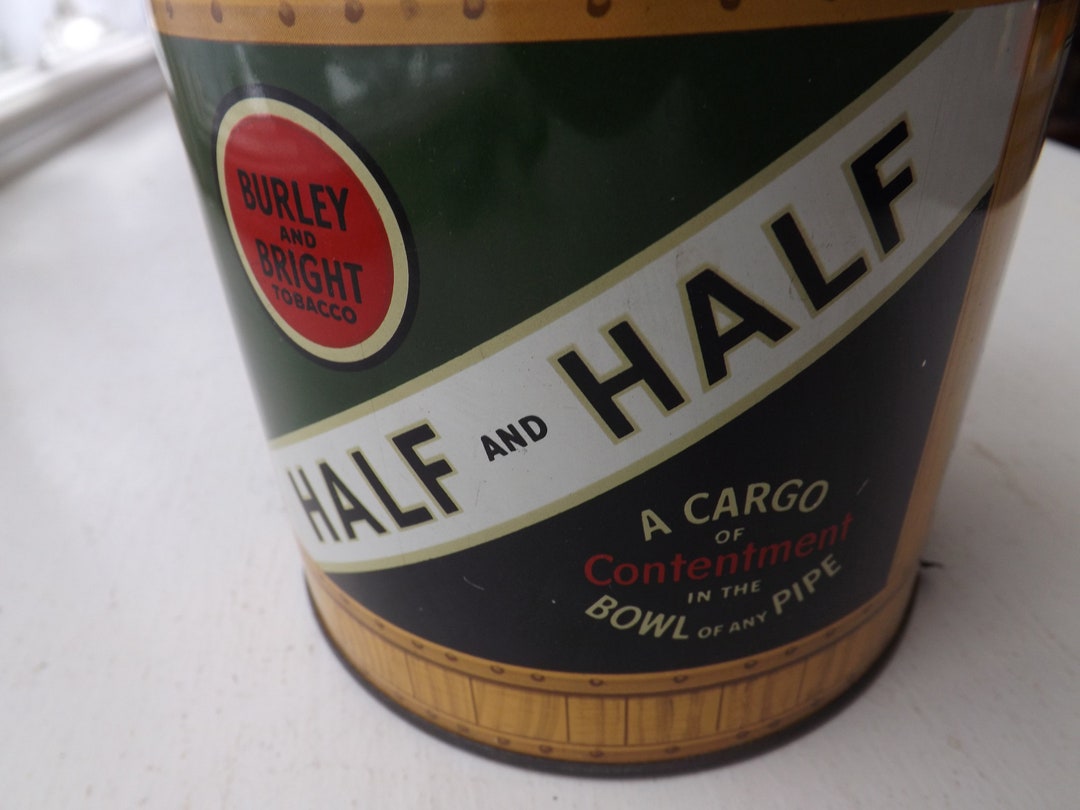 BURLEY
AND
BRIGHT
TOBACCO
HALF AND HALF
A CARGO
OF
Contentment
IN THE
BOWL OF ANY PIPE